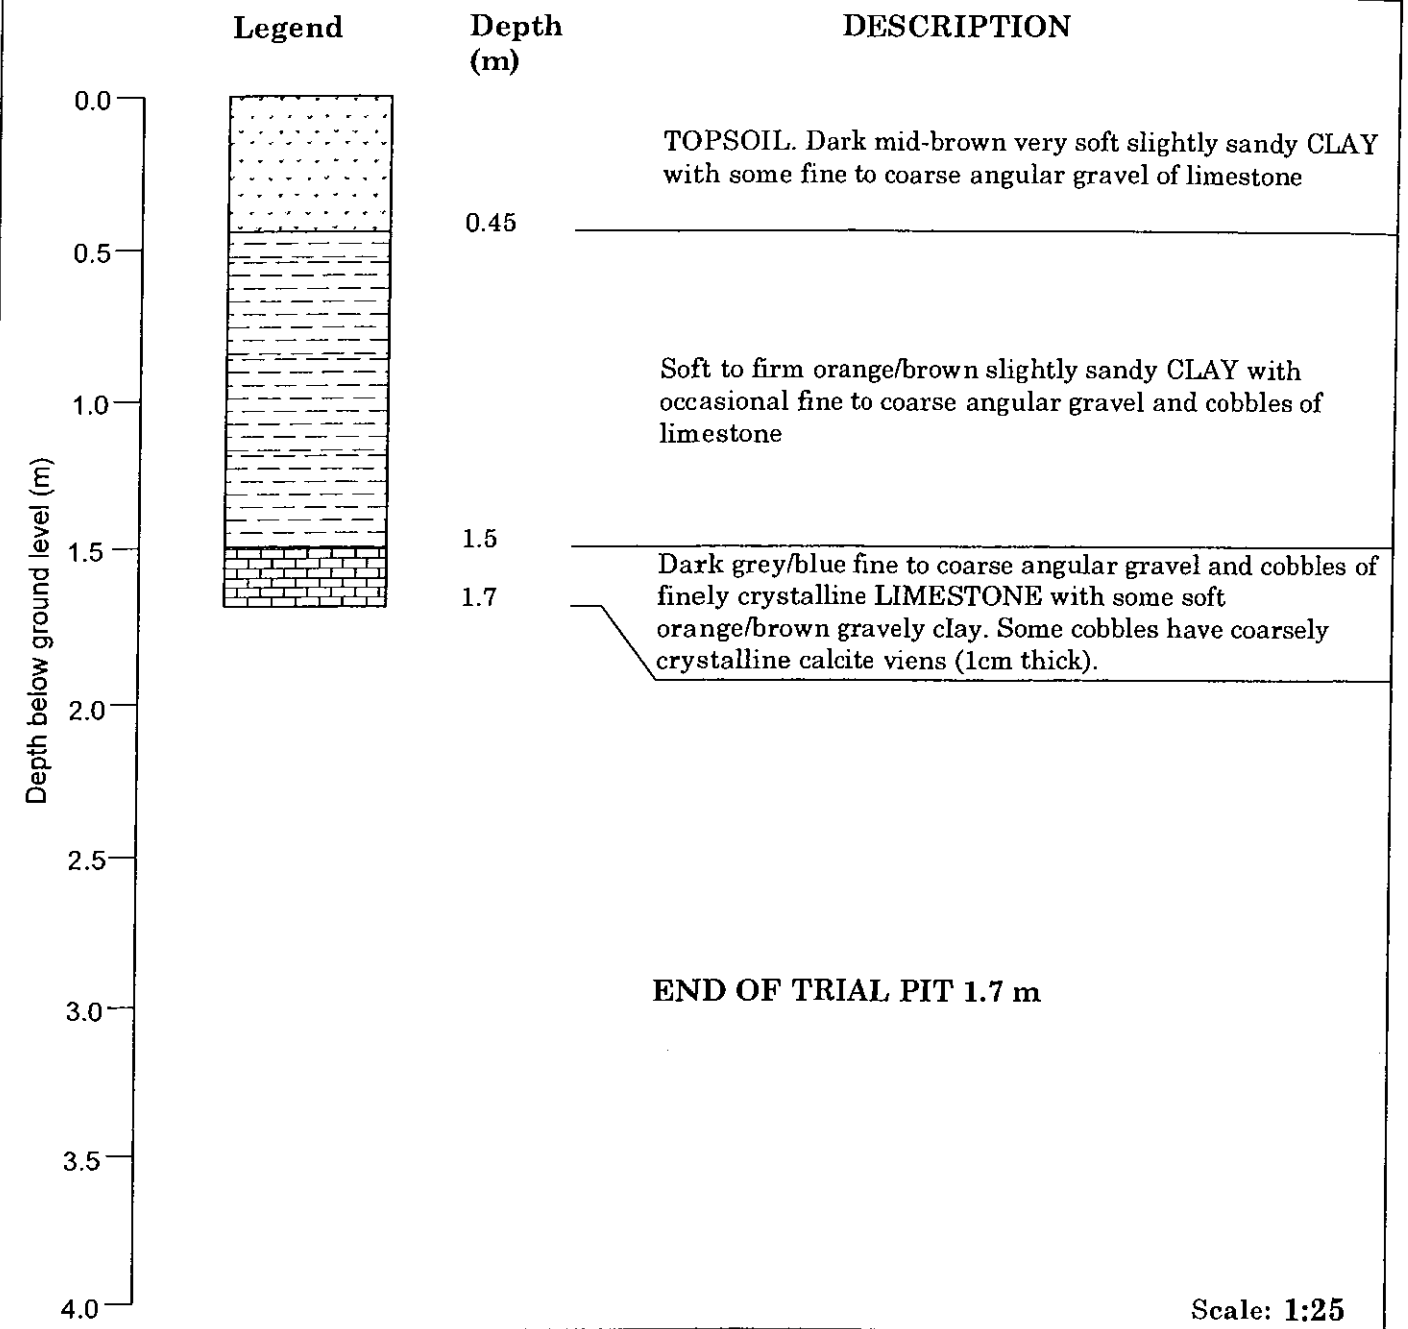 Legend
Depth
(m)
DESCRIPTION
0.0
TOPSOIL. Dark mid-brown very soft slightly sandy CLAY
with some fine to coarse angular gravel of limestone
0.45
0.5
Soft to firm orange/brown slightly sandy CLAY with
occasional fine to coarse angular gravel and cobbles of
limestone
1.0
1.5
1.5
Dark grey/blue fine to coarse angular gravel and cobbles of
finely crystalline LIMESTONE with some soft
orange/brown gravely clay. Some cobbles have coarsely
crystalline calcite viens (1cm thick).
1.7
Depth below ground level (m)
2.0
2.5
END OF TRIAL PIT 1.7 m
3.0
3.5
4.0
Scale: 1:25